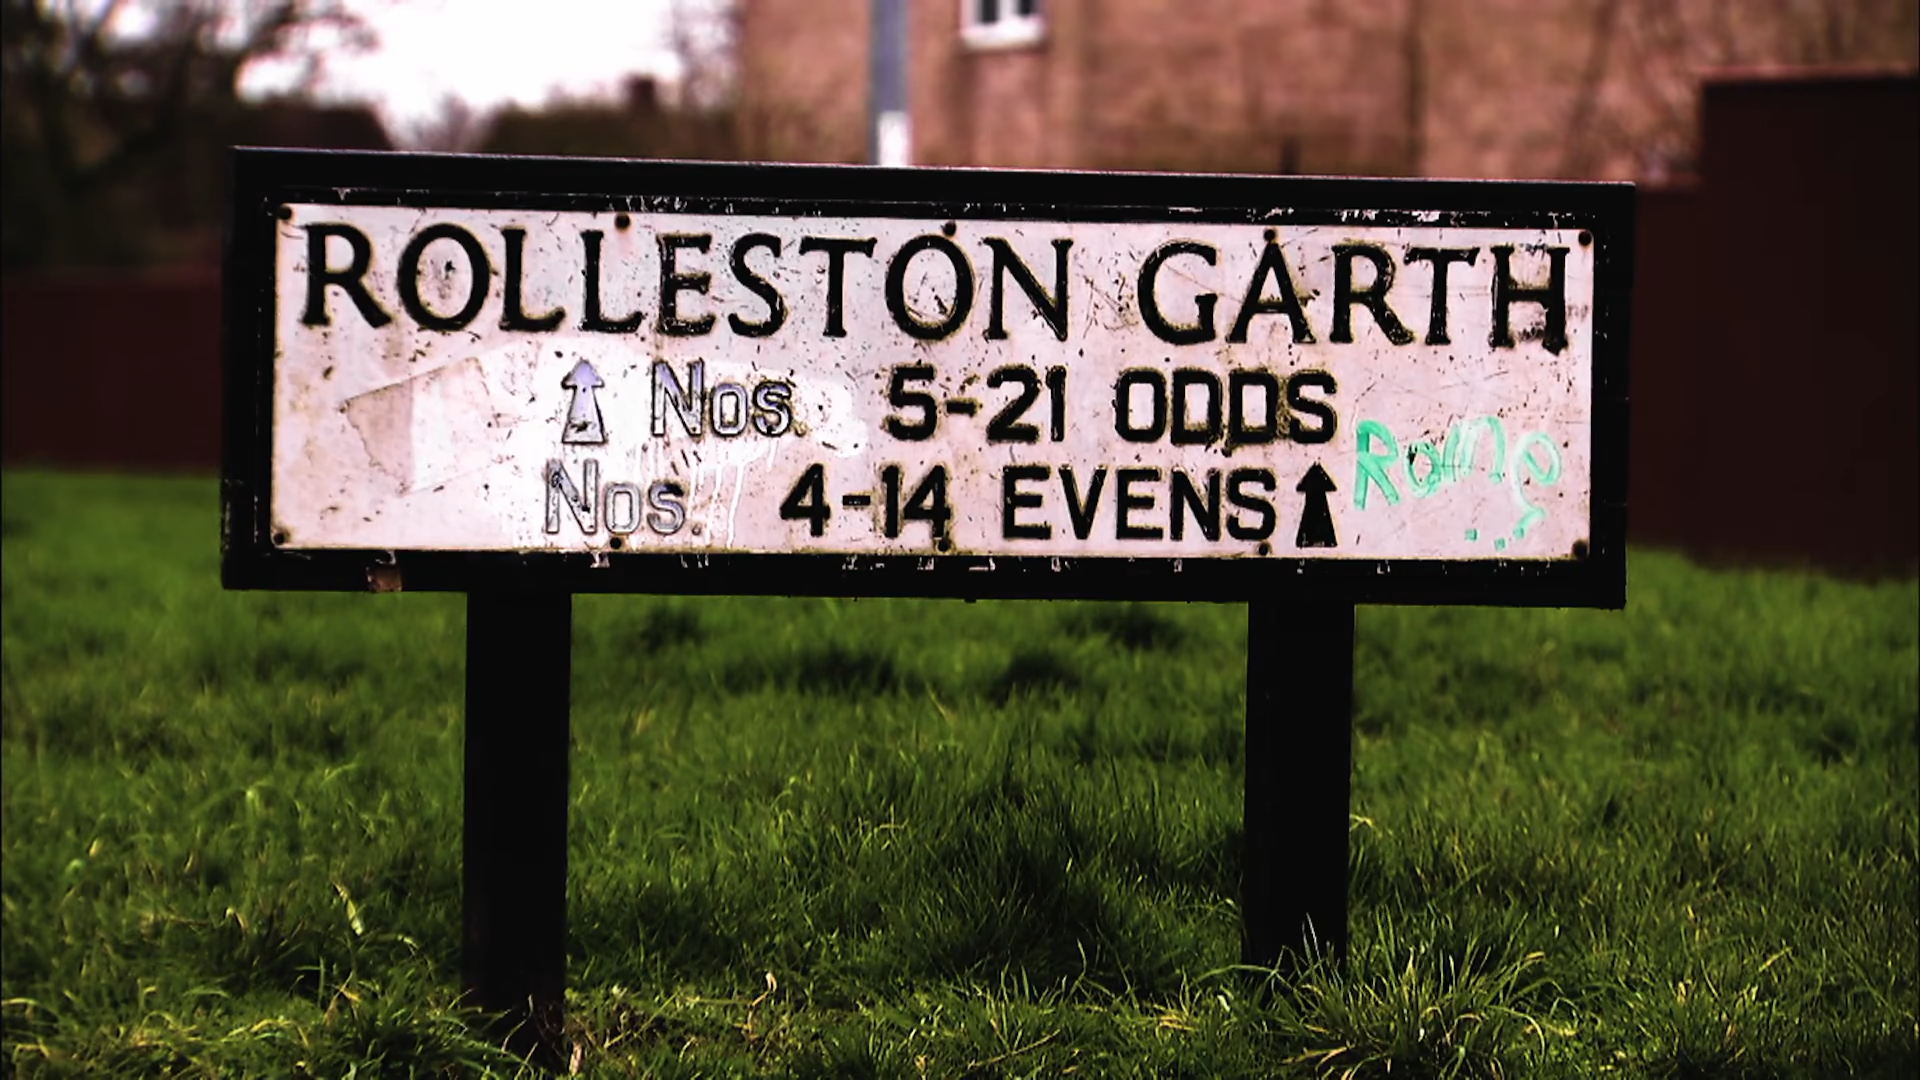 ROLLESTON GARTH
↑ Nos. 5-21 ODDS
Nos. 4-14 EVENS ↑